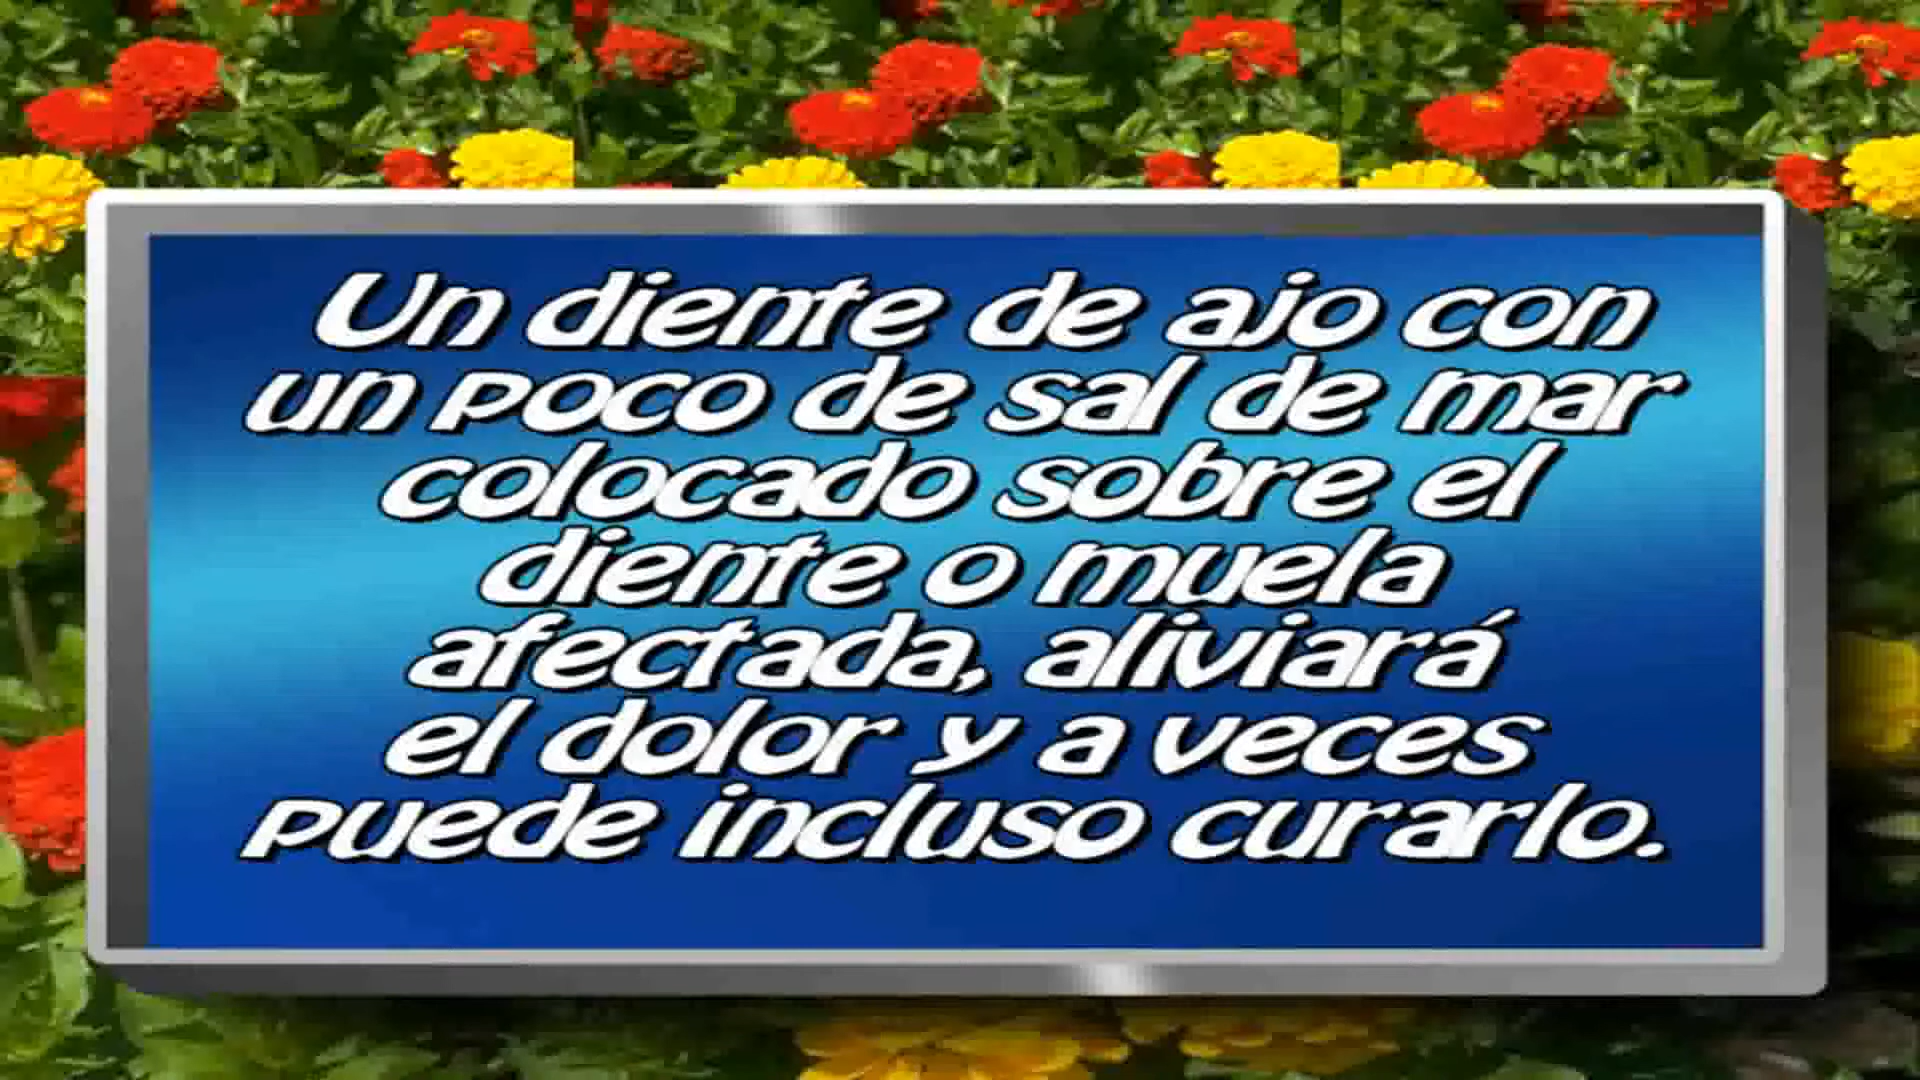 Un diente de ajo con
un poco de sal de mar
colocado sobre el
diente o muela
afectada, aliviará
el dolor y a veces
puede incluso curarlo.